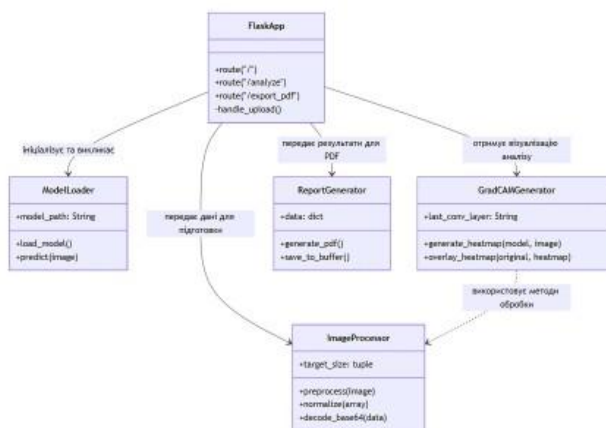 FlaskApp
+route("/")
+route("/analyze")
+route("/export_pdf")
-handle_upload()
ініціалізує та викликає
передає результати для
PDF
отримує візуалізацію
аналізу
ModelLoader
+model_path: String
+load_model()
+predict(image)
передає дані для
підготовки
ReportGenerator
+data: dict
+generate_pdf()
+save_to_buffer()
GradCAMGenerator
+last_conv_layer: String
+generate_heatmap(model, image)
+overlay_heatmap(original, heatmap)
використовує методи
обробки
ImageProcessor
+target_size: tuple
+preprocess(image)
+normalize(array)
+decode_base64(data)